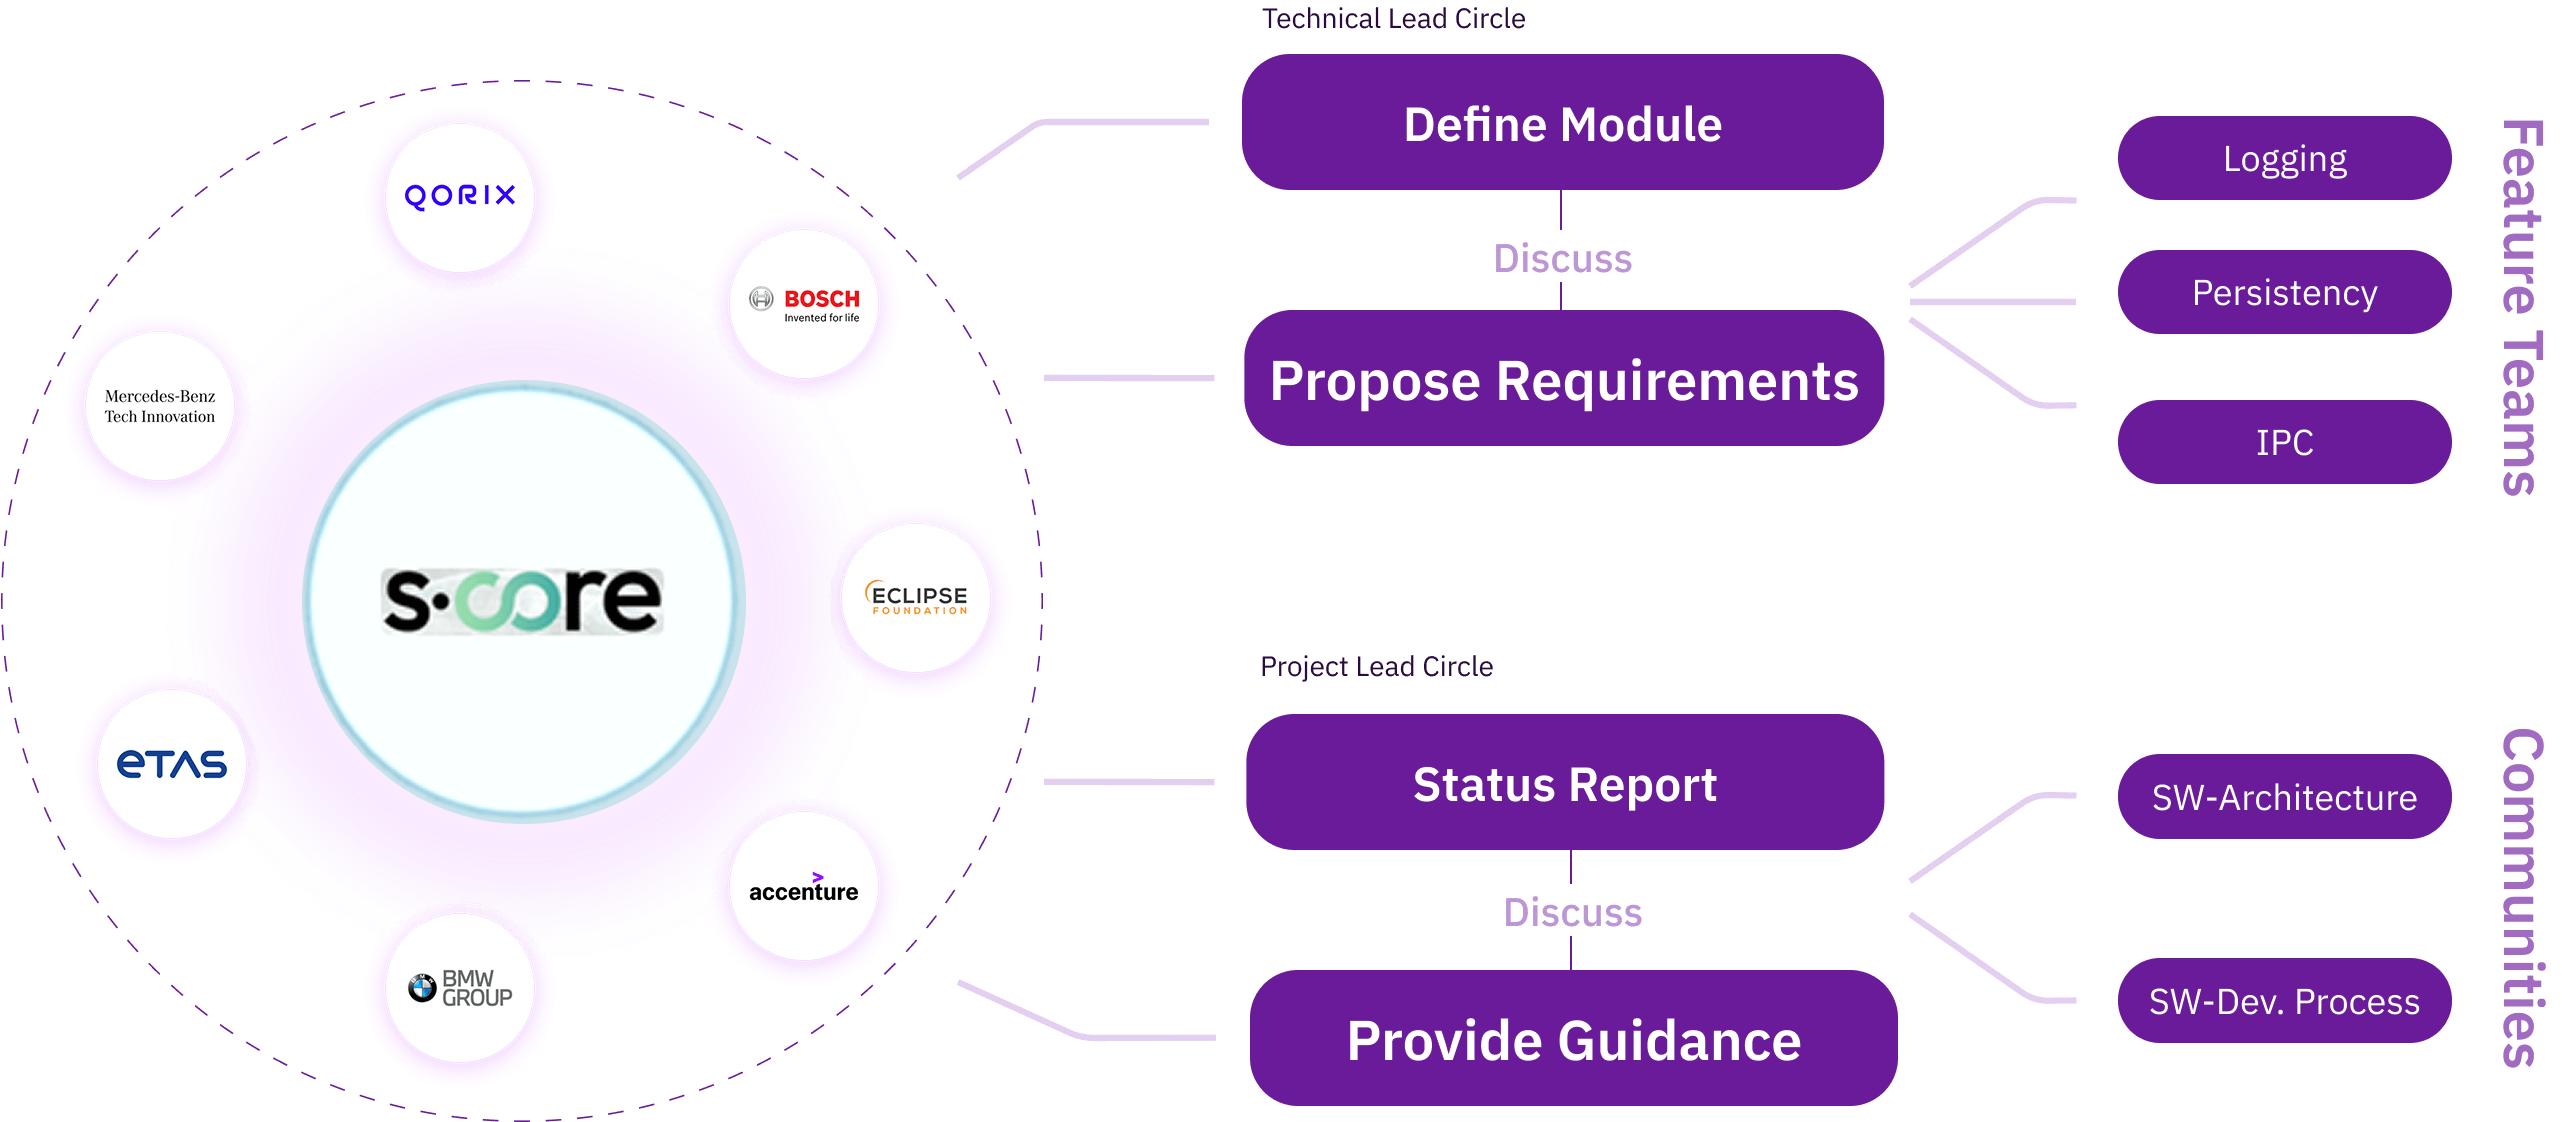 QORIX
BOSCH
Invented for life
Mercedes-Benz
Tech Innovation
s·core
ECLIPSE
FOUNDATION
eTAS
accenture
BMW
GROUP
Technical Lead Circle
Define Module
Discuss
Propose Requirements
Logging
Persistency
IPC
Feature Teams
Project Lead Circle
Status Report
Discuss
Provide Guidance
SW-Architecture
SW-Dev. Process
Communities